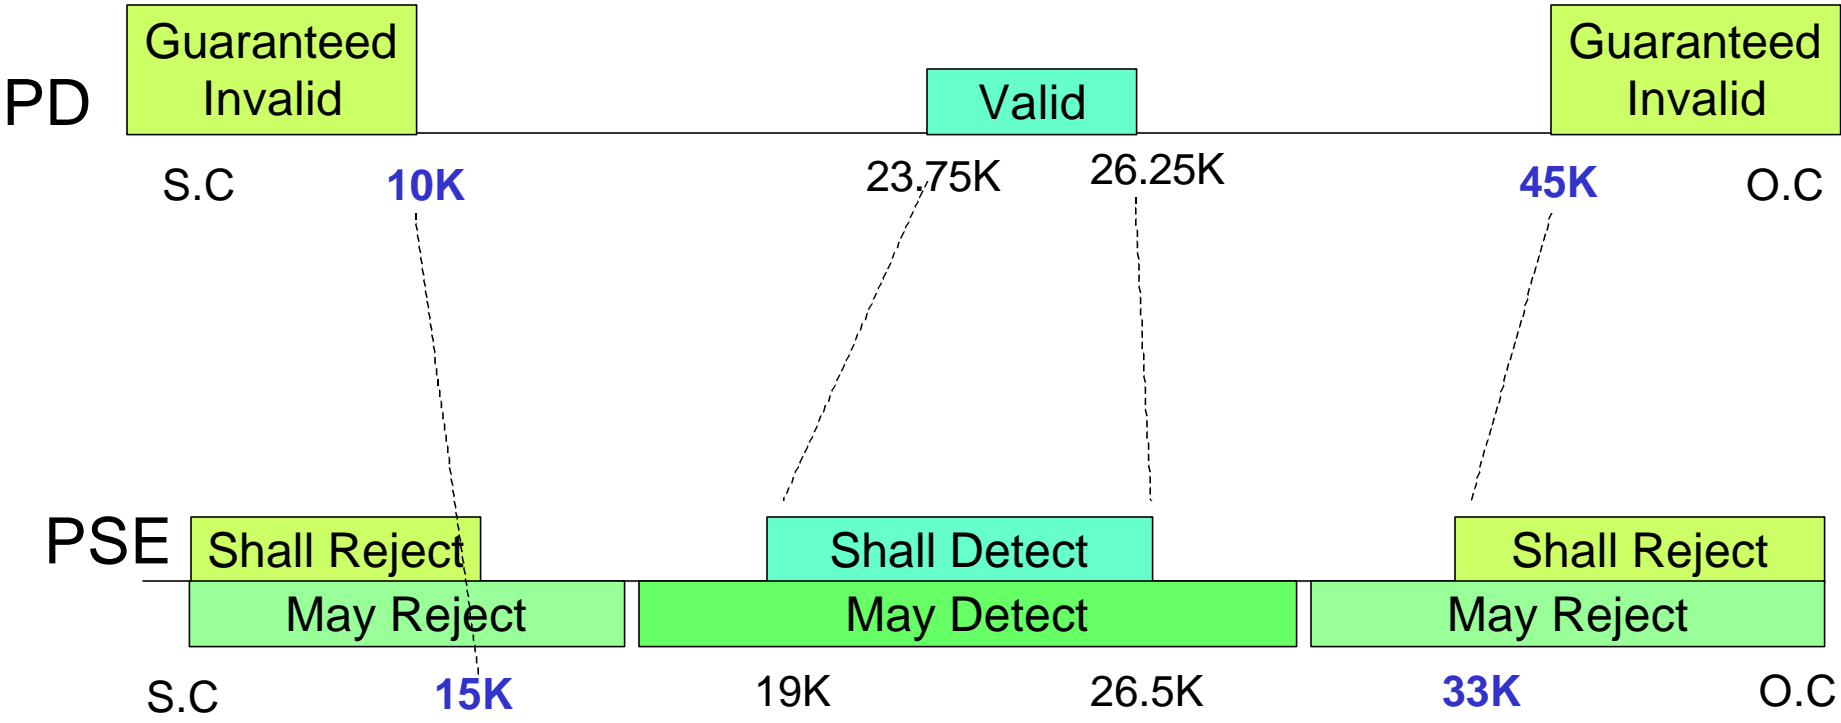 Guaranteed
Invalid
Guaranteed
Invalid
PD
Valid
S.C
10K
23.75K
26.25K
45K
O.C
PSE
Shall Reject
Shall Detect
Shall Reject
May Reject
May Detect
May Reject
S.C
15K
19K
26.5K
33K
O.C